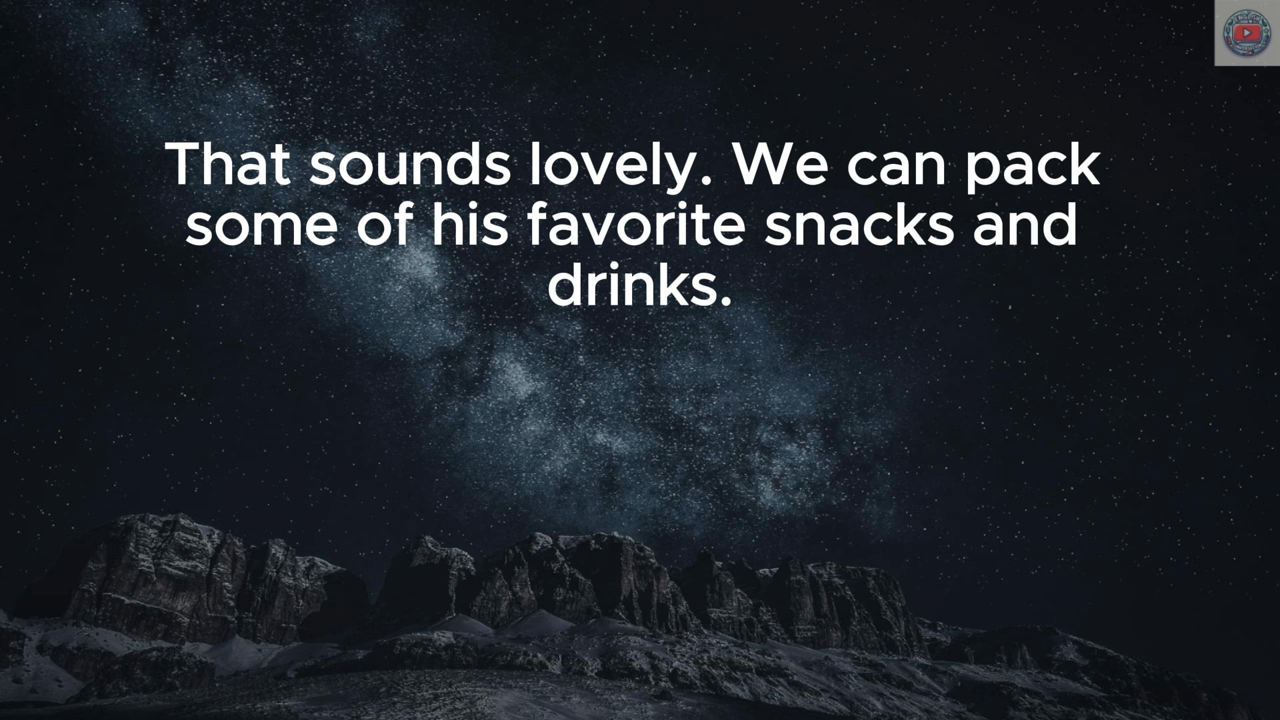 That sounds lovely. We can pack
some of his favorite snacks and
drinks.